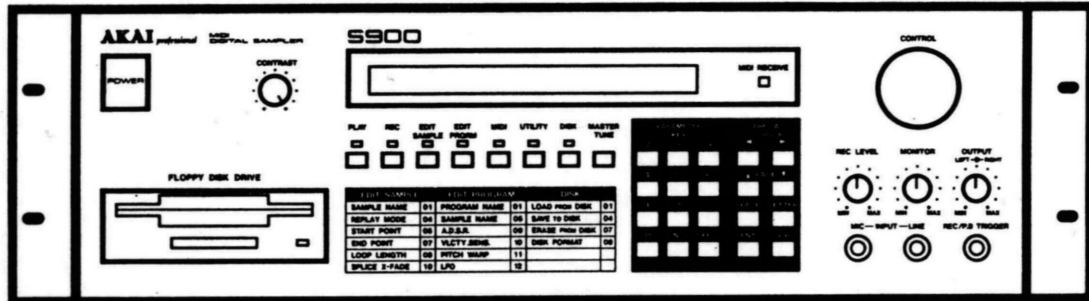 AKAI professional MIDI DIGITAL SAMPLER
S900
CONTROL
POWER
CONTRAST
MIDI RECEIVE
PLAY REC EDIT SAMPLE EDIT PRGRM MIDI UTILITY DISK MASTER TUNE
REC LEVEL MONITOR OUTPUT
LEFT RIGHT
FLOPPY DISK DRIVE
MIN MAX MIN MAX MIN MAX
MIC — INPUT — LINE REC/P.B TRIGGER
EDIT SAMPLE EDIT PROGRAM DISK
SAMPLE NAME 01 PROGRAM NAME 01 LOAD FROM DISK 01
REPLAY MODE 04 SAMPLE NAME 05 SAVE TO DISK 04
START POINT 06 A.D.S.R. 09 ERASE FROM DISK 07
END POINT 07 VLCTY.SENS. 10 DISK FORMAT 08
LOOP LENGTH 08 PITCH WARP 11
SPLICE X-FADE 10 LFO 12